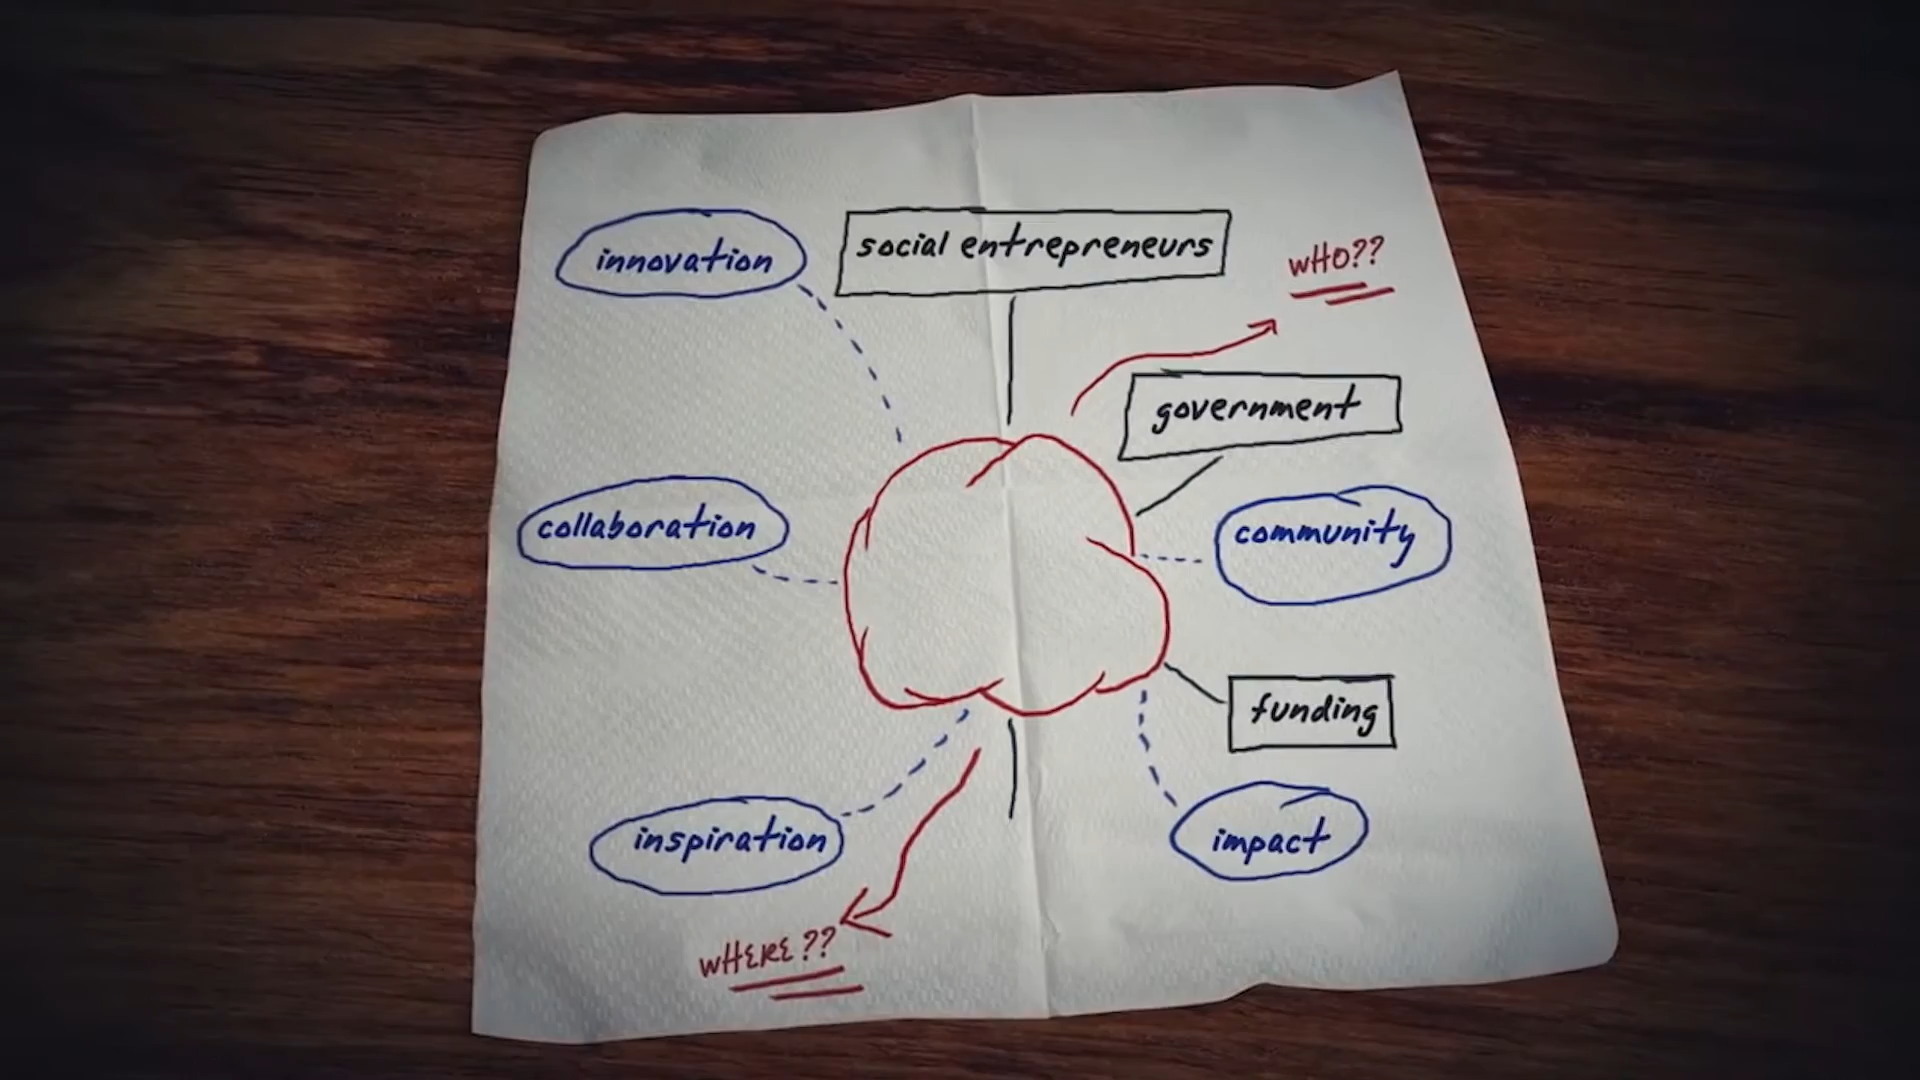 innovation
social entrepreneurs
WHO??
government
collaboration
community
funding
inspiration
impact
WHERE??